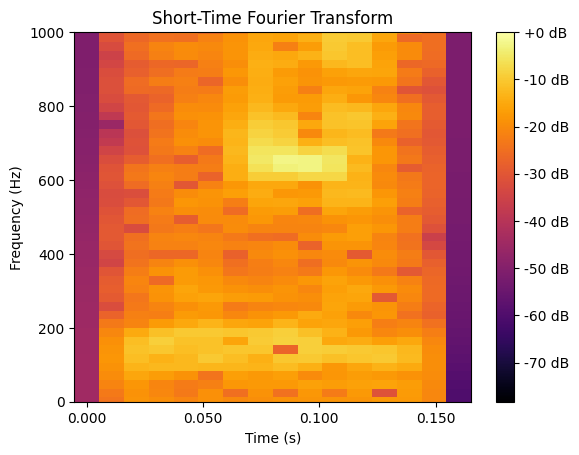 Short-Time Fourier Transform
1000
800
600
400
200
0
Frequency (Hz)
0.000
0.050
0.100
0.150
Time (s)
+0 dB
-10 dB
-20 dB
-30 dB
-40 dB
-50 dB
-60 dB
-70 dB